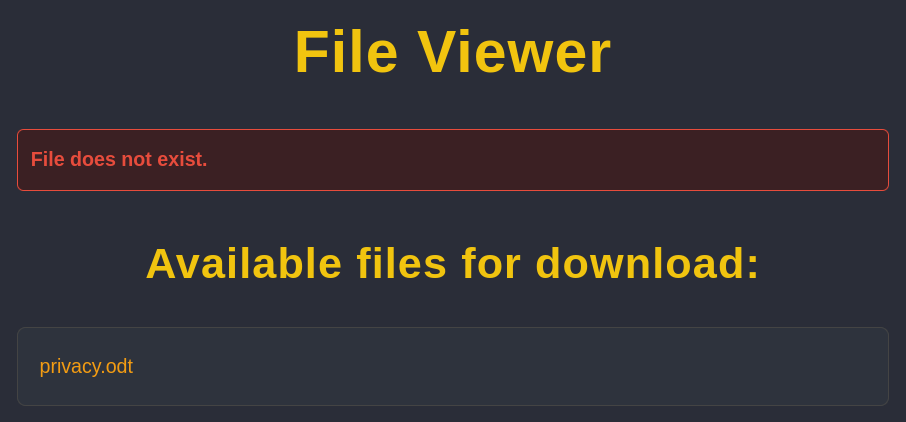 File Viewer
File does not exist.
Available files for download:
privacy.odt